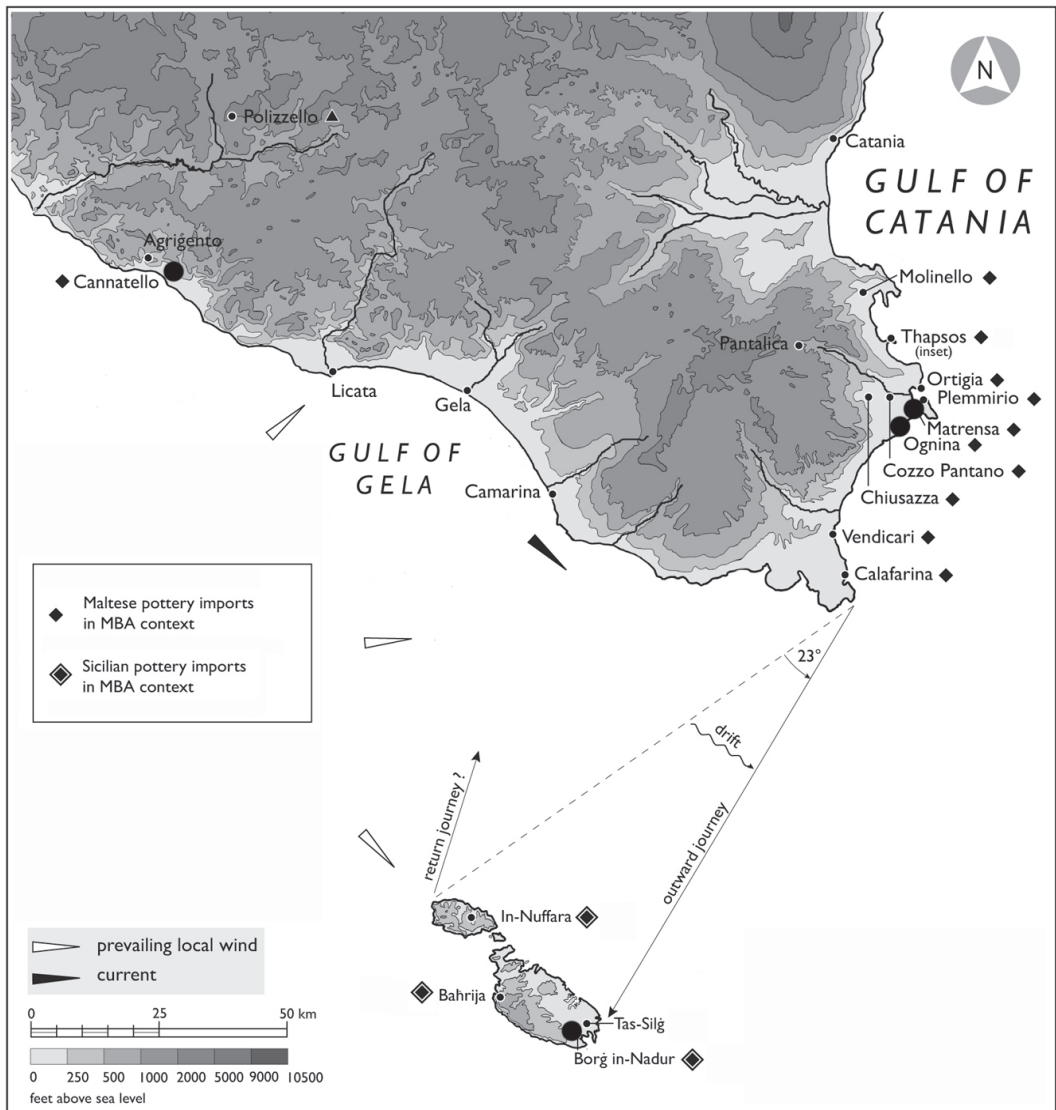 N
Polizzello
Catania
GULF OF
CATANIA
Agrigento
Cannatello
Molinello
Pantalica
Thapsos
(inset)
Ortigia
Plemmirio
Licata
Gela
Matrensa
Ognina
GULF OF
GELA
Cozzo Pantano
Camarina
Chiusazza
Vendicari
Calafarina
Maltese pottery imports
in MBA context
Sicilian pottery imports
in MBA context
23°
drift
return journey ?
outward journey
In-Nuffara
prevailing local wind
current
Bahrija
0 25 50 km
Tas-Silġ
Borġ in-Nadur
0 250 500 1000 2000 5000 9000 10500
feet above sea level